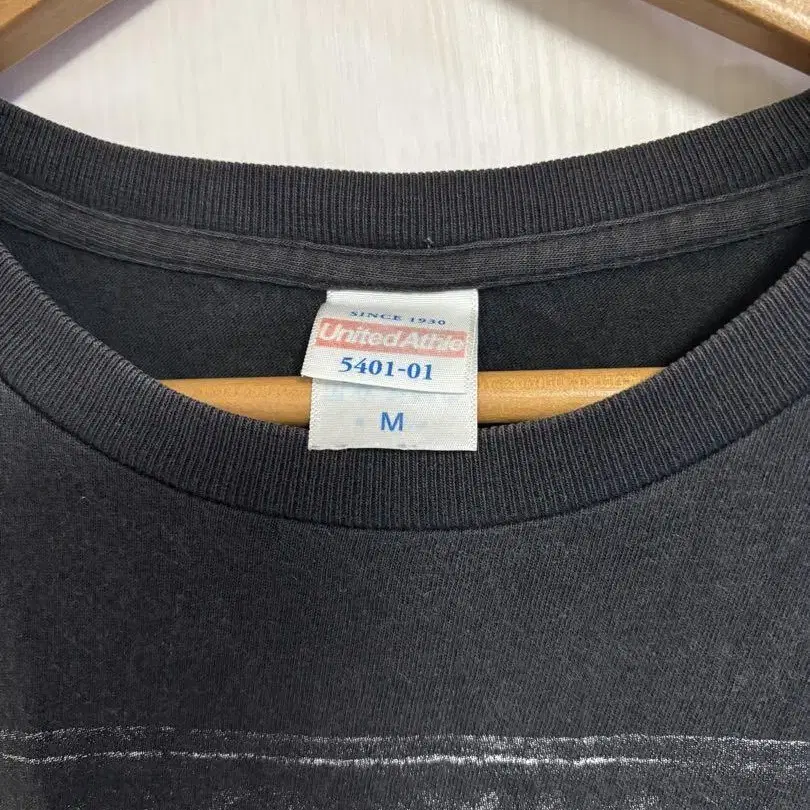 SINCE 1930
United Athle
5401-01
M